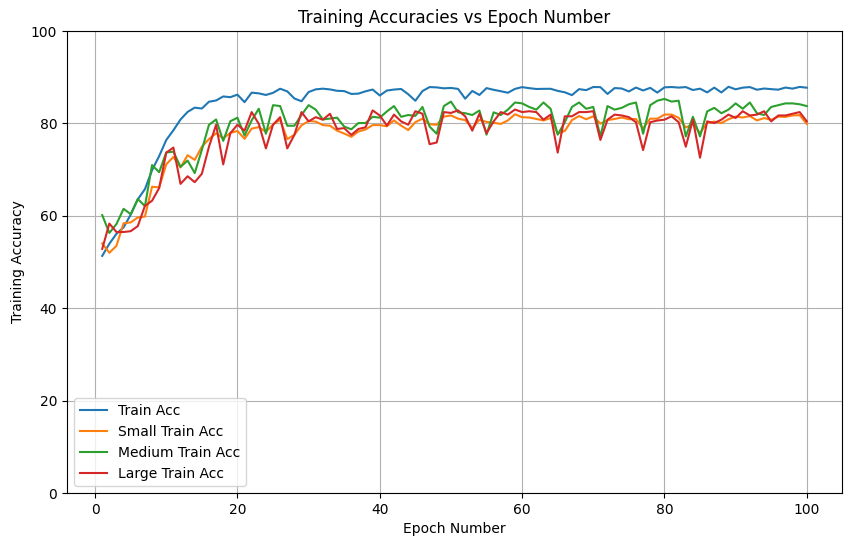 Training Accuracies vs Epoch Number
100
80
60
40
20
0
Training Accuracy
Train Acc
Small Train Acc
Medium Train Acc
Large Train Acc
0 20 40 60 80 100
Epoch Number